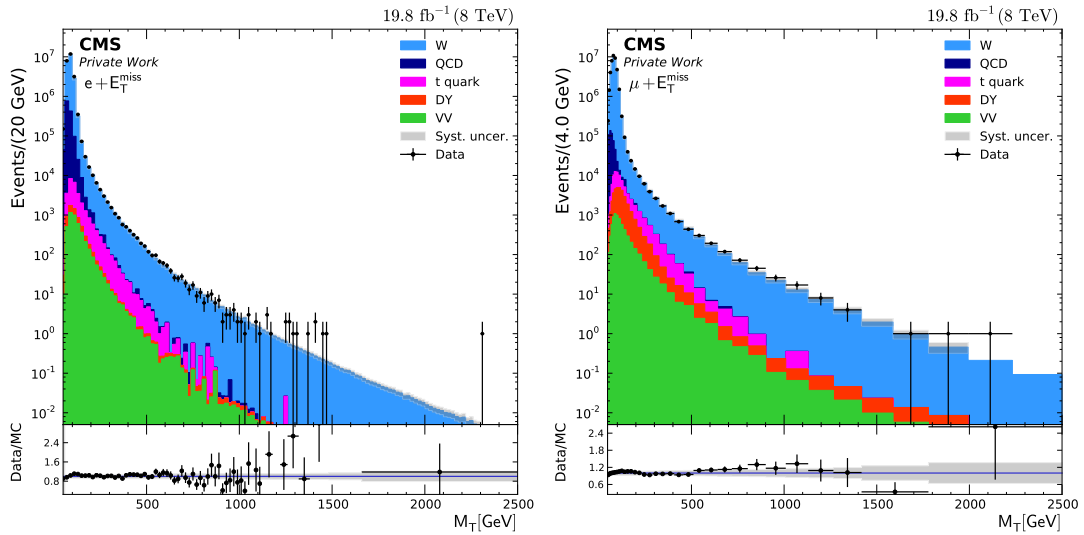 19.8 fb⁻¹(8 TeV)
CMS
Private Work
e+E_T^miss
W
QCD
t quark
DY
VV
Syst. uncer.
Data
Events/(20 GeV)
10⁷
10⁶
10⁵
10⁴
10³
10²
10
1
10⁻¹
10⁻²
Data/MC
2.4
1.6
0.8
500
1000
1500
2000
2500
M_T[GeV]
19.8 fb⁻¹(8 TeV)
CMS
Private Work
μ+E_T^miss
W
QCD
t quark
DY
VV
Syst. uncer.
Data
Events/(4.0 GeV)
10⁷
10⁶
10⁵
10⁴
10³
10²
10
1
10⁻¹
10⁻²
Data/MC
2.4
1.8
1.2
0.6
500
1000
1500
2000
2500
M_T[GeV]